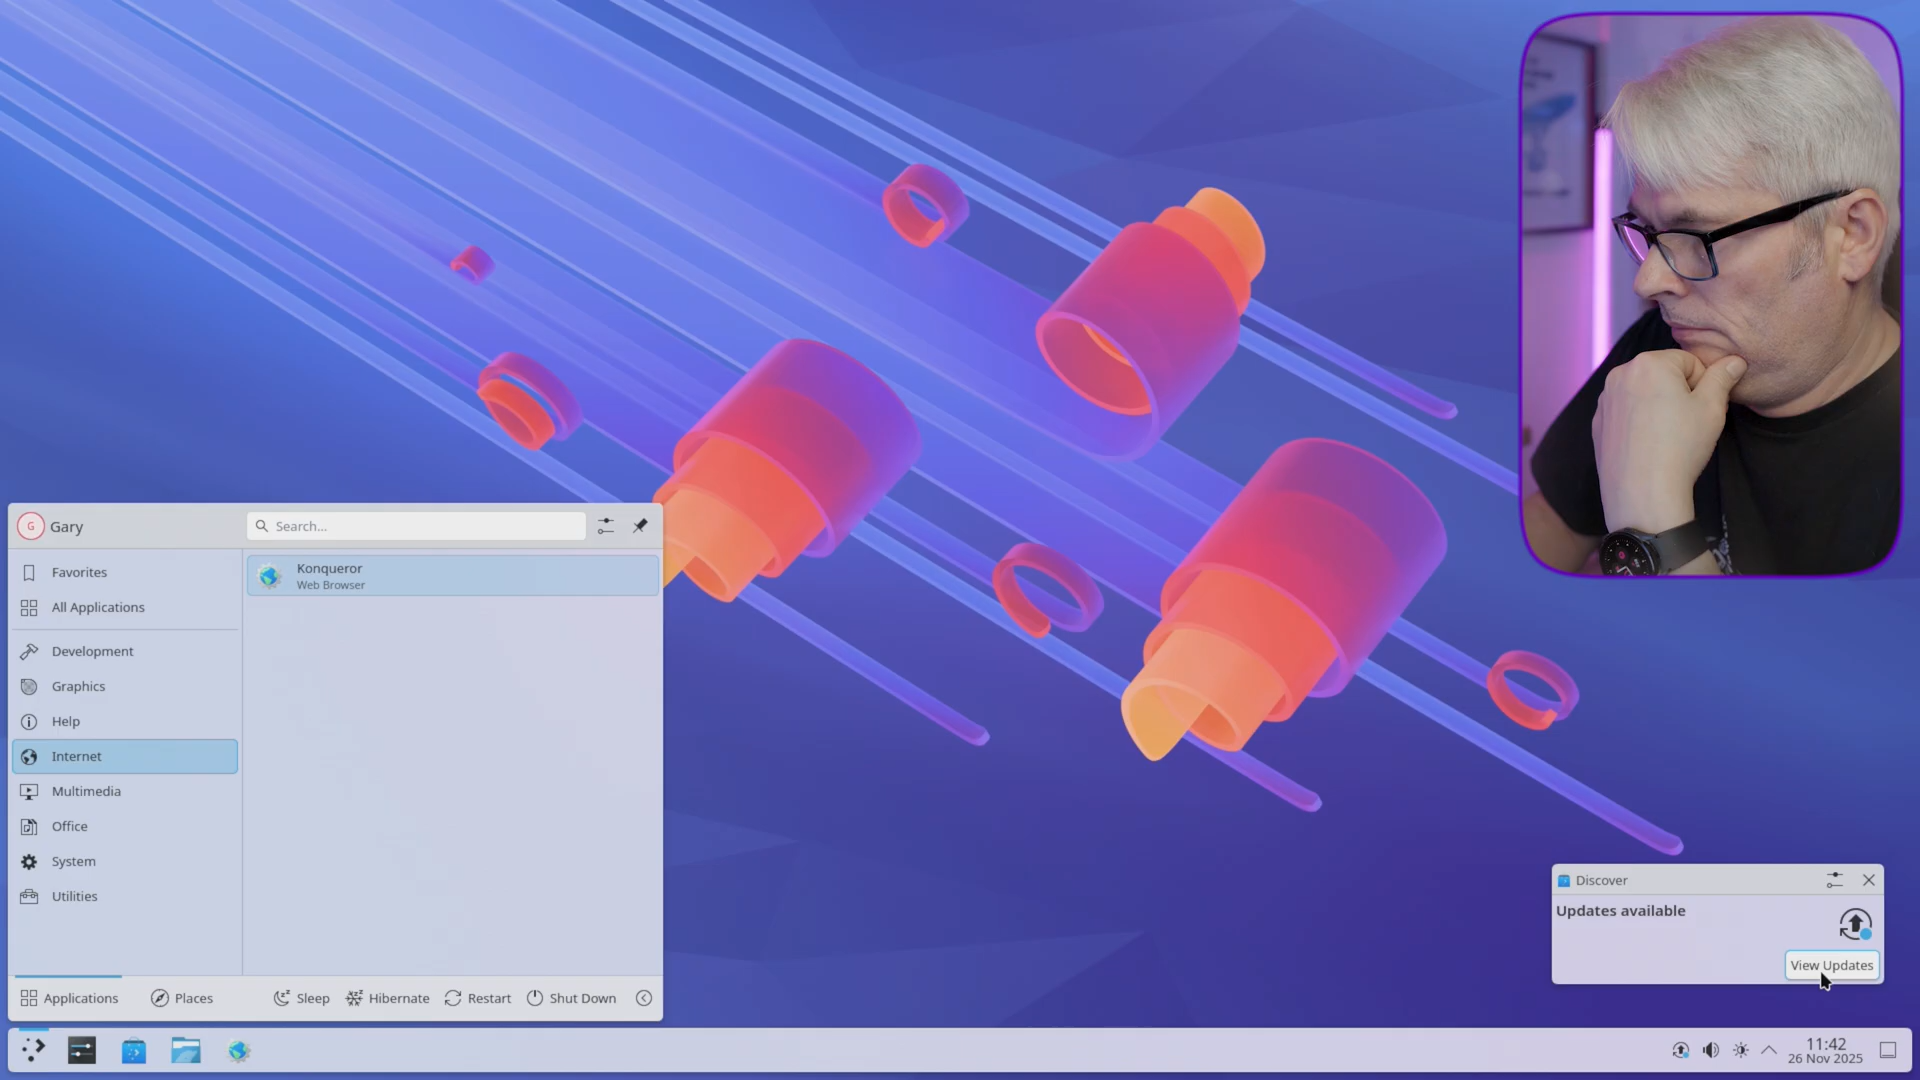 Gary
Search...
Favorites
All Applications
Development
Graphics
Help
Internet
Multimedia
Office
System
Utilities
Konqueror
Web Browser
Applications
Places
Sleep
Hibernate
Restart
Shut Down
Discover
Updates available
View Updates
11:42
26 Nov 2025
G